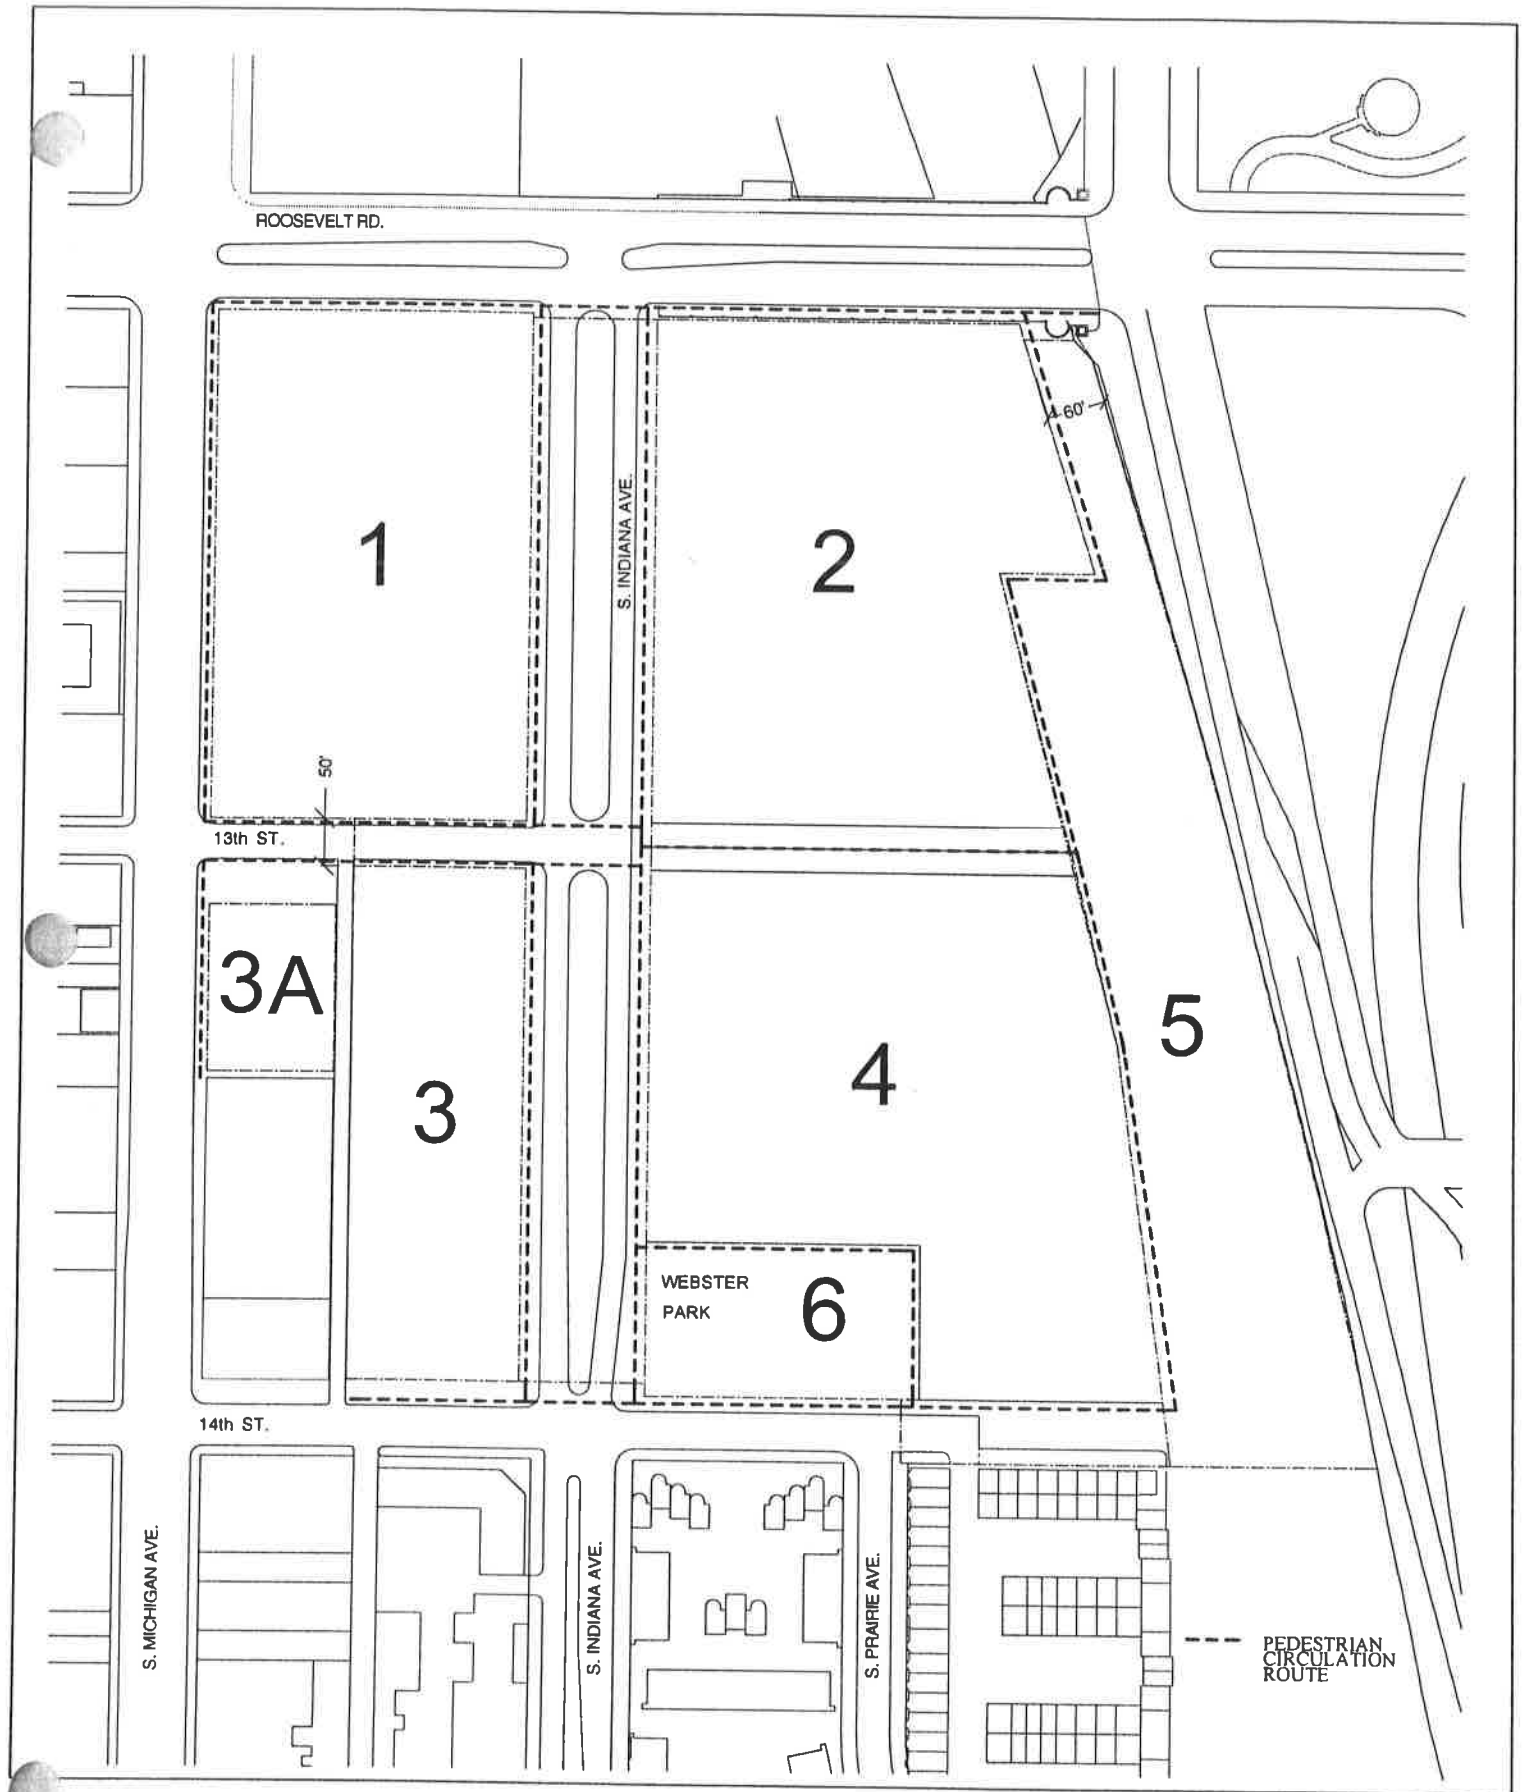 ROOSEVELT RD.
60'
S. INDIANA AVE.
1
2
50'
13th ST.
3A
3
4
5
WEBSTER
PARK
6
14th ST.
S. MICHIGAN AVE.
S. INDIANA AVE.
S. PRAIRIE AVE.
PEDESTRIAN
CIRCULATION
ROUTE